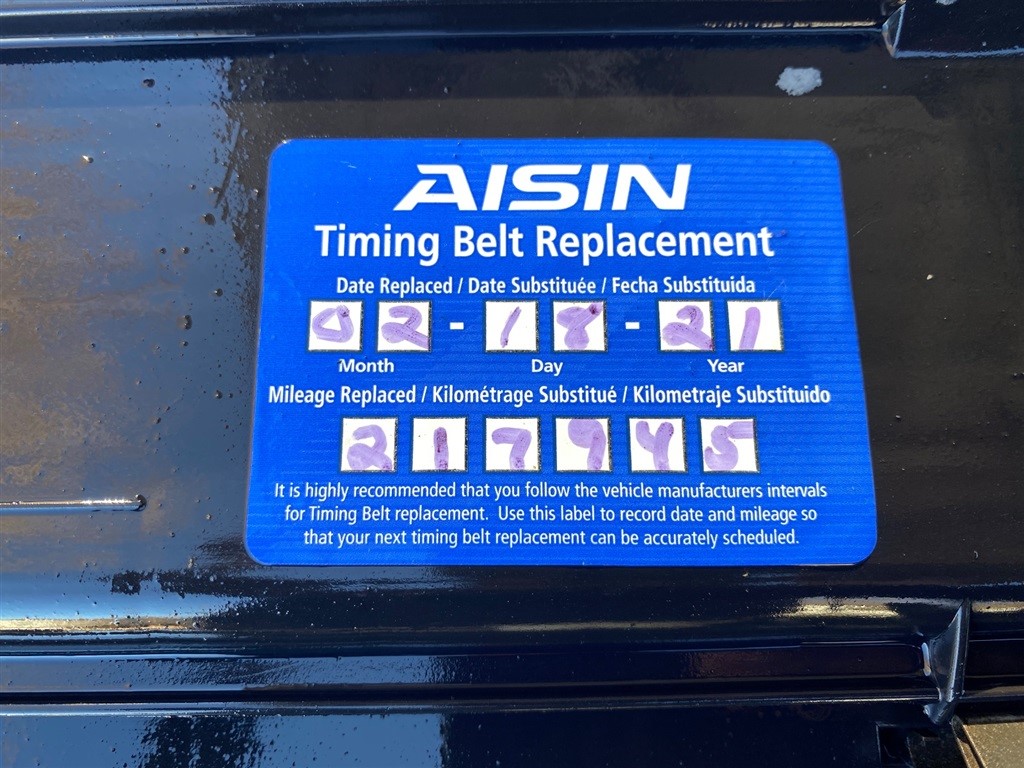 AISIN
Timing Belt Replacement
Date Replaced / Date Substituée / Fecha Substituída
02 - 18 - 21
Month Day Year
Mileage Replaced / Kilométrage Substitué / Kilometraje Substituido
217945
It is highly recommended that you follow the vehicle manufacturers intervals
for Timing Belt replacement. Use this label to record date and mileage so
that your next timing belt replacement can be accurately scheduled.